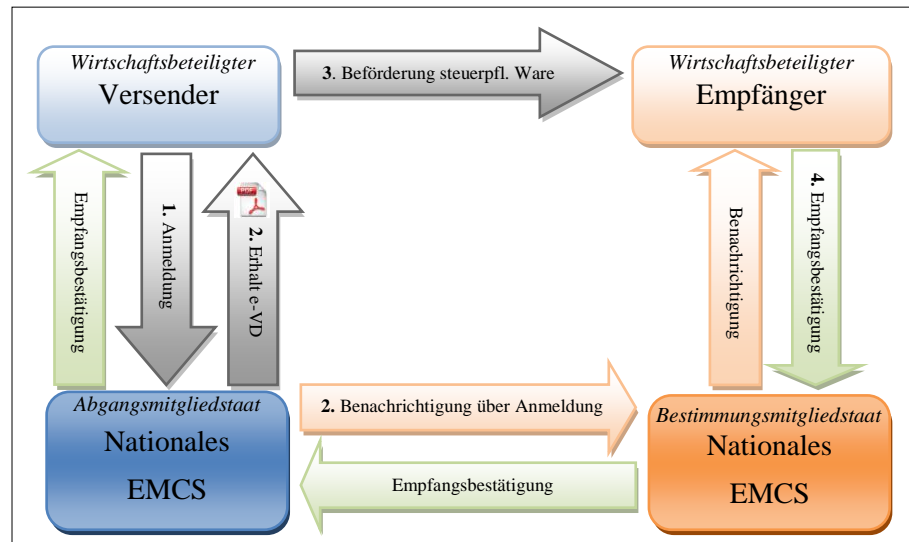 Wirtschaftsbeteiligter
Versender
3. Beförderung steuerpfl. Ware
Wirtschaftsbeteiligter
Empfänger
Empfangsbestätigung
1. Anmeldung
PDF
2. Erhalt e-VD
Benachrichtigung
4. Empfangsbestätigung
Abgangsmitgliedstaat
Nationales
EMCS
2. Benachrichtigung über Anmeldung
Empfangsbestätigung
Bestimmungsmitgliedstaat
Nationales
EMCS